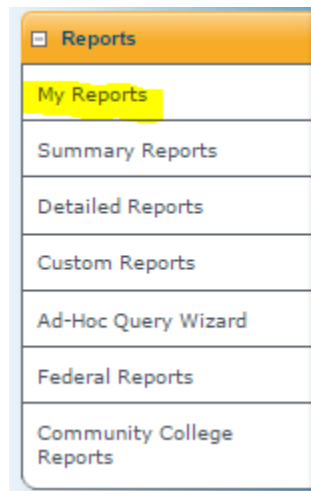 Reports
My Reports
Summary Reports
Detailed Reports
Custom Reports
Ad-Hoc Query Wizard
Federal Reports
Community College
Reports